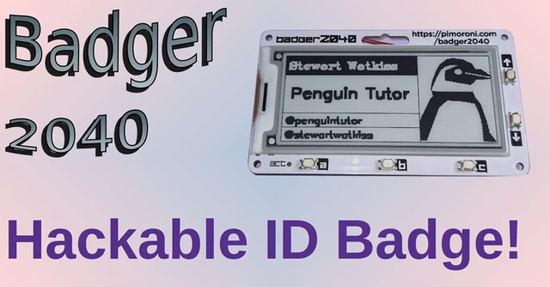 Badger
2040
badger2040
https://pimoroni.com
/badger2040
Stewart Watkiss
Penguin Tutor
@penguintutor
@stewartwatkiss
act
a
b
c
Hackable ID Badge!